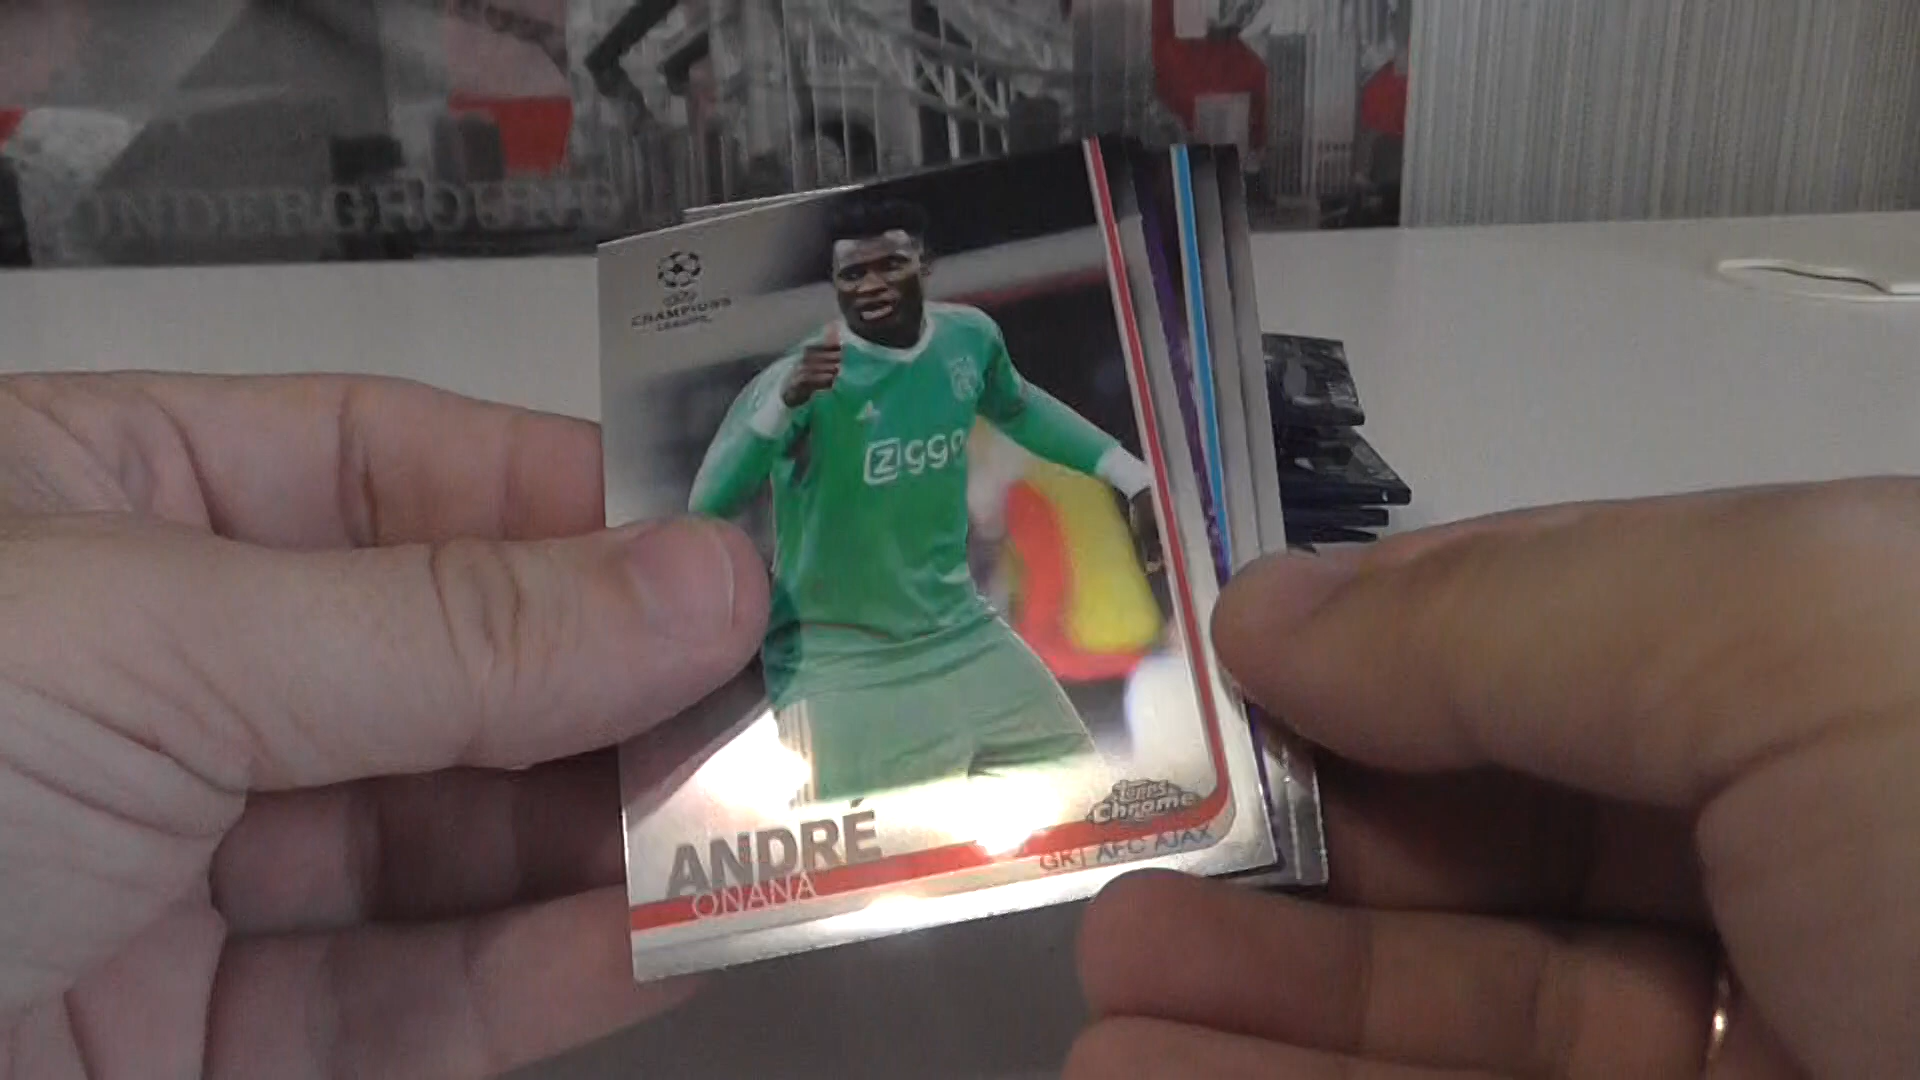 UNDERGROUND
CHAMPIONS
LEAGUE
Ziggo
Topps
Chrome
ANDRÉ
ONANA
GK | AFC AJAX